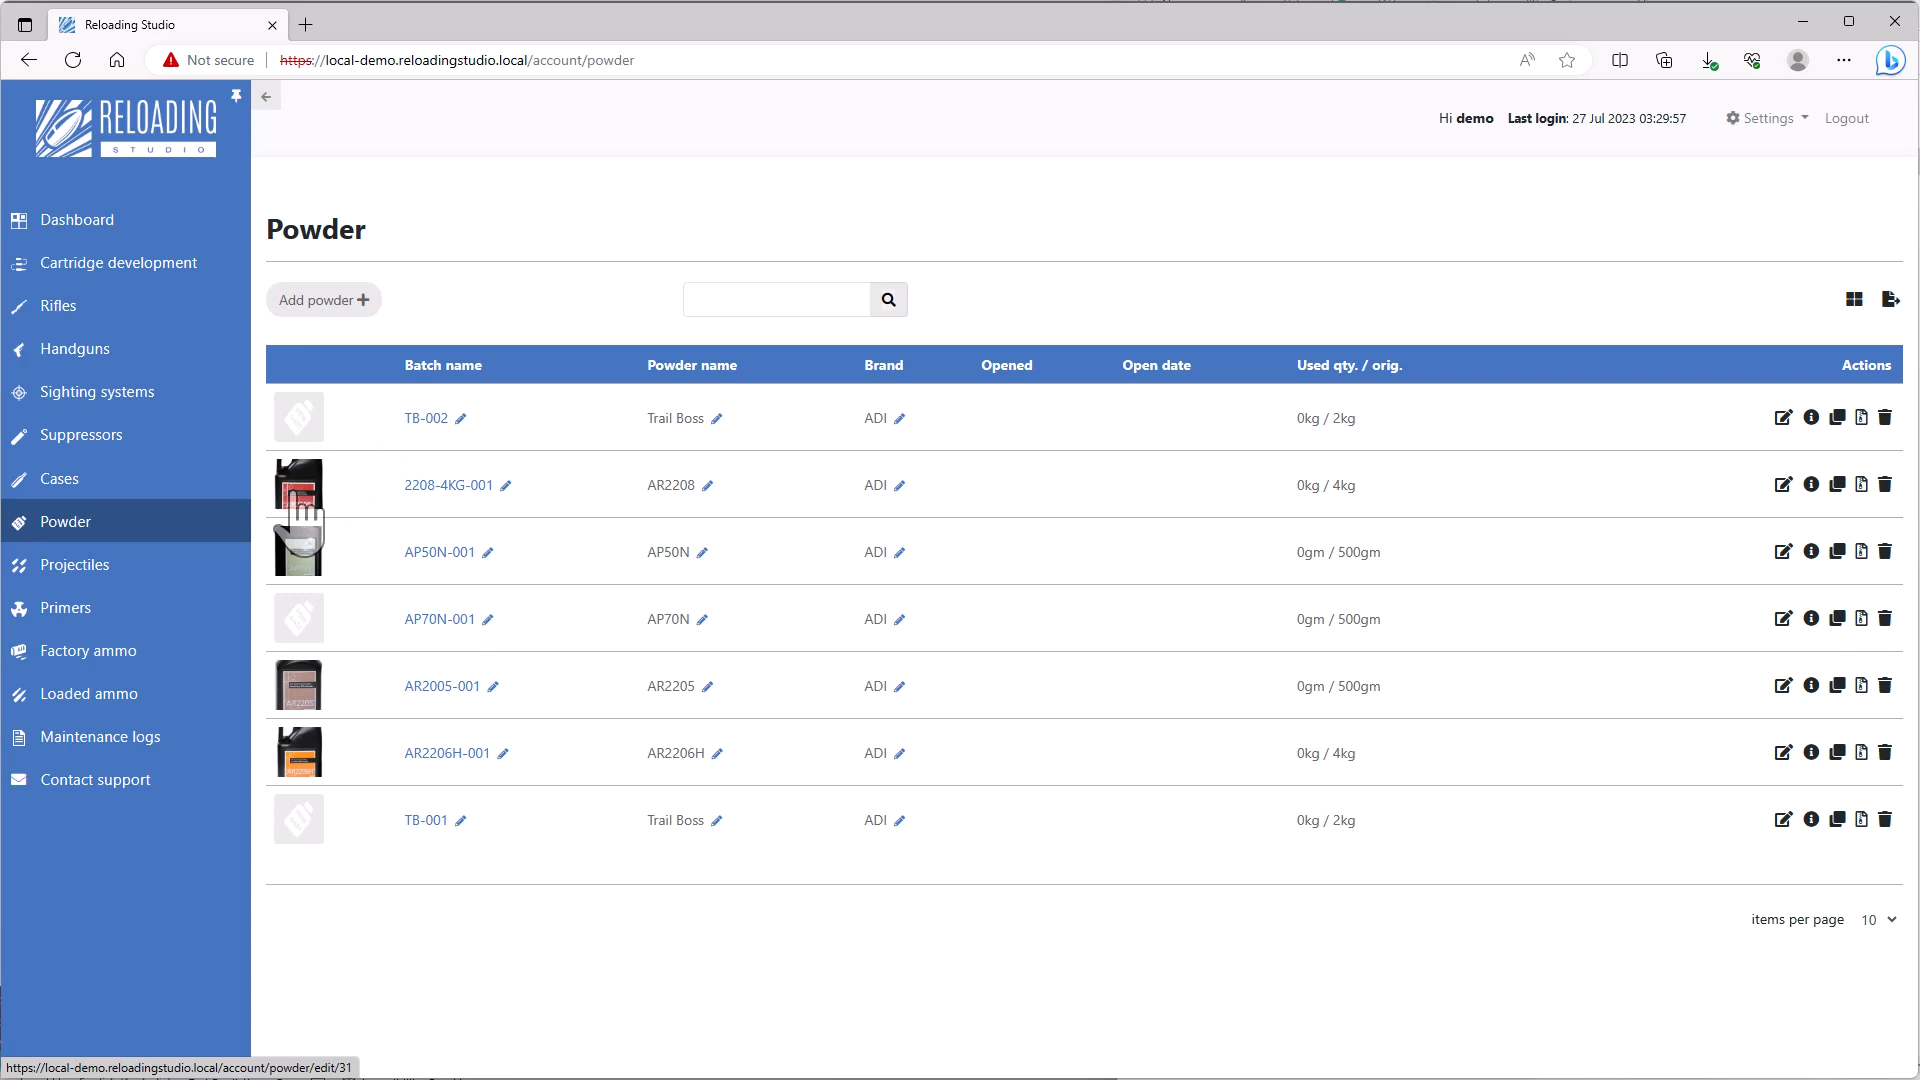 Reloading Studio
Not secure
https://local-demo.reloadingstudio.local/account/powder
RELOADING
STUDIO
Hi demo Last login: 27 Jul 2023 03:29:57
Settings
Logout
Dashboard
Cartridge development
Rifles
Handguns
Sighting systems
Suppressors
Cases
Powder
Projectiles
Primers
Factory ammo
Loaded ammo
Maintenance logs
Contact support
Powder
Add powder
Batch name Powder name Brand Opened Open date Used qty. / orig. Actions
TB-002 Trail Boss ADI 0kg / 2kg
2208-4KG-001 AR2208 ADI 0kg / 4kg
AP50N-001 AP50N ADI 0gm / 500gm
AP70N-001 AP70N ADI 0gm / 500gm
AR2005-001 AR2205 ADI 0gm / 500gm
AR2206H-001 AR2206H ADI 0kg / 4kg
TB-001 Trail Boss ADI 0kg / 2kg
items per page 10
https://local-demo.reloadingstudio.local/account/powder/edit/31